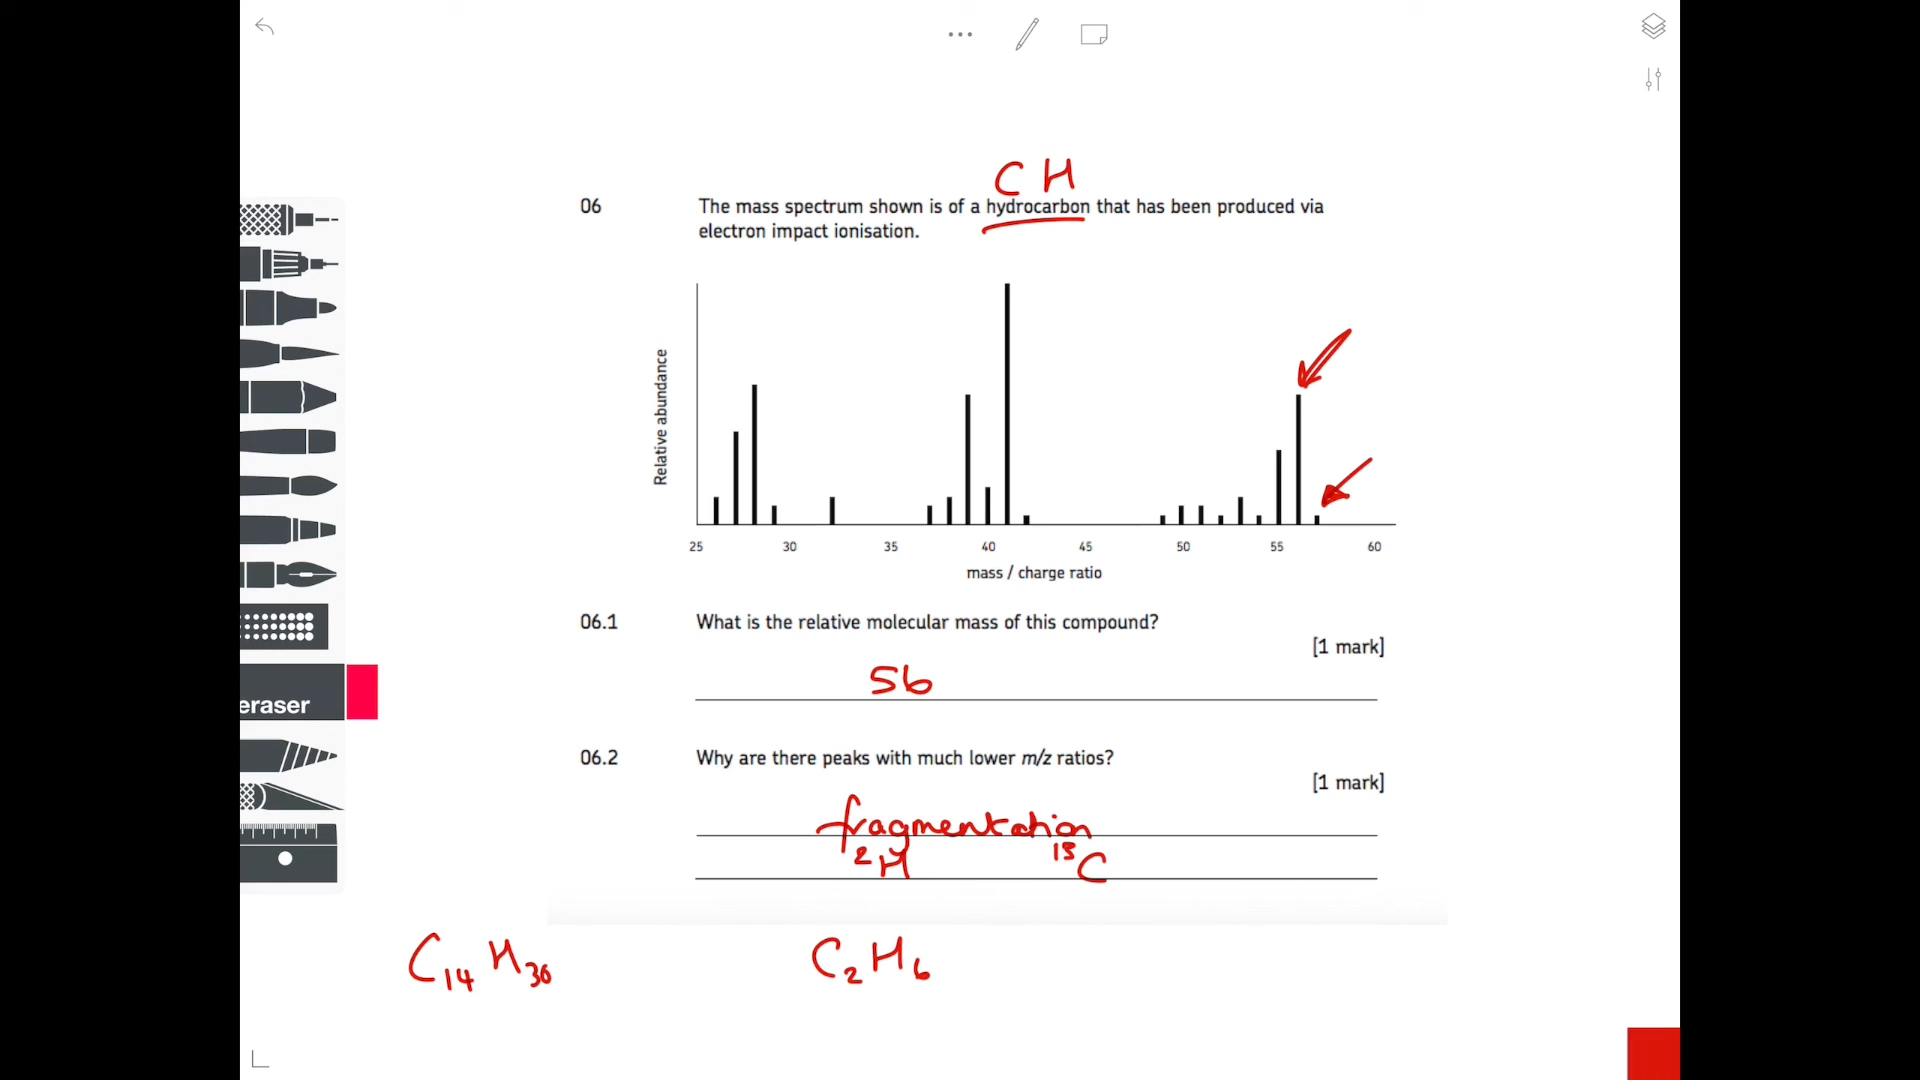 C H
06 The mass spectrum shown is of a hydrocarbon that has been produced via
electron impact ionisation.
Relative abundance
25 30 35 40 45 50 55 60
mass / charge ratio
06.1 What is the relative molecular mass of this compound?
[1 mark]
56
eraser
06.2 Why are there peaks with much lower m/z ratios?
[1 mark]
fragmentation
2H 13C
C14H30 C2H6